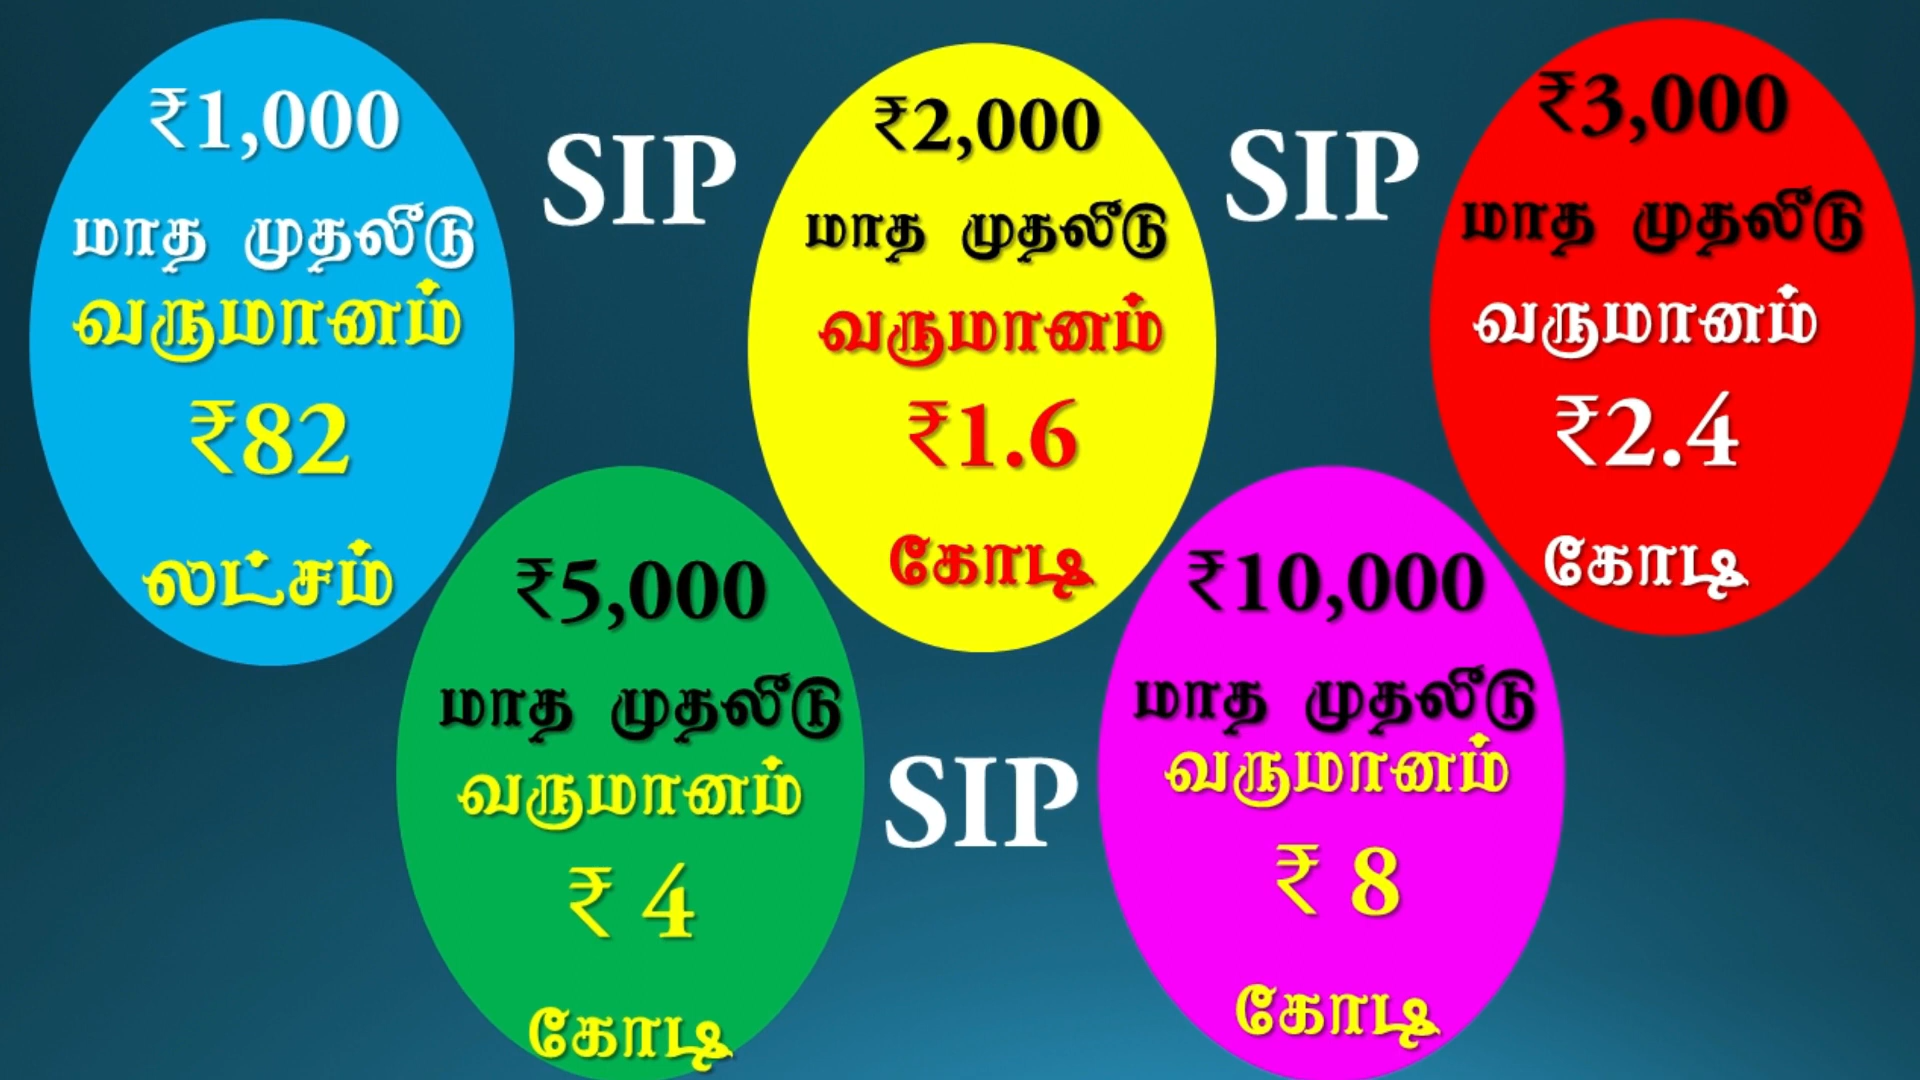 ₹1,000
மாத முதலீடு
வருமானம்
₹82
லட்சம்
SIP
₹2,000
மாத முதலீடு
வருமானம்
₹1.6
கோடி
SIP
₹3,000
மாத முதலீடு
வருமானம்
₹2.4
கோடி
₹5,000
மாத முதலீடு
வருமானம்
₹ 4
கோடி
SIP
₹10,000
மாத முதலீடு
வருமானம்
₹ 8
கோடி